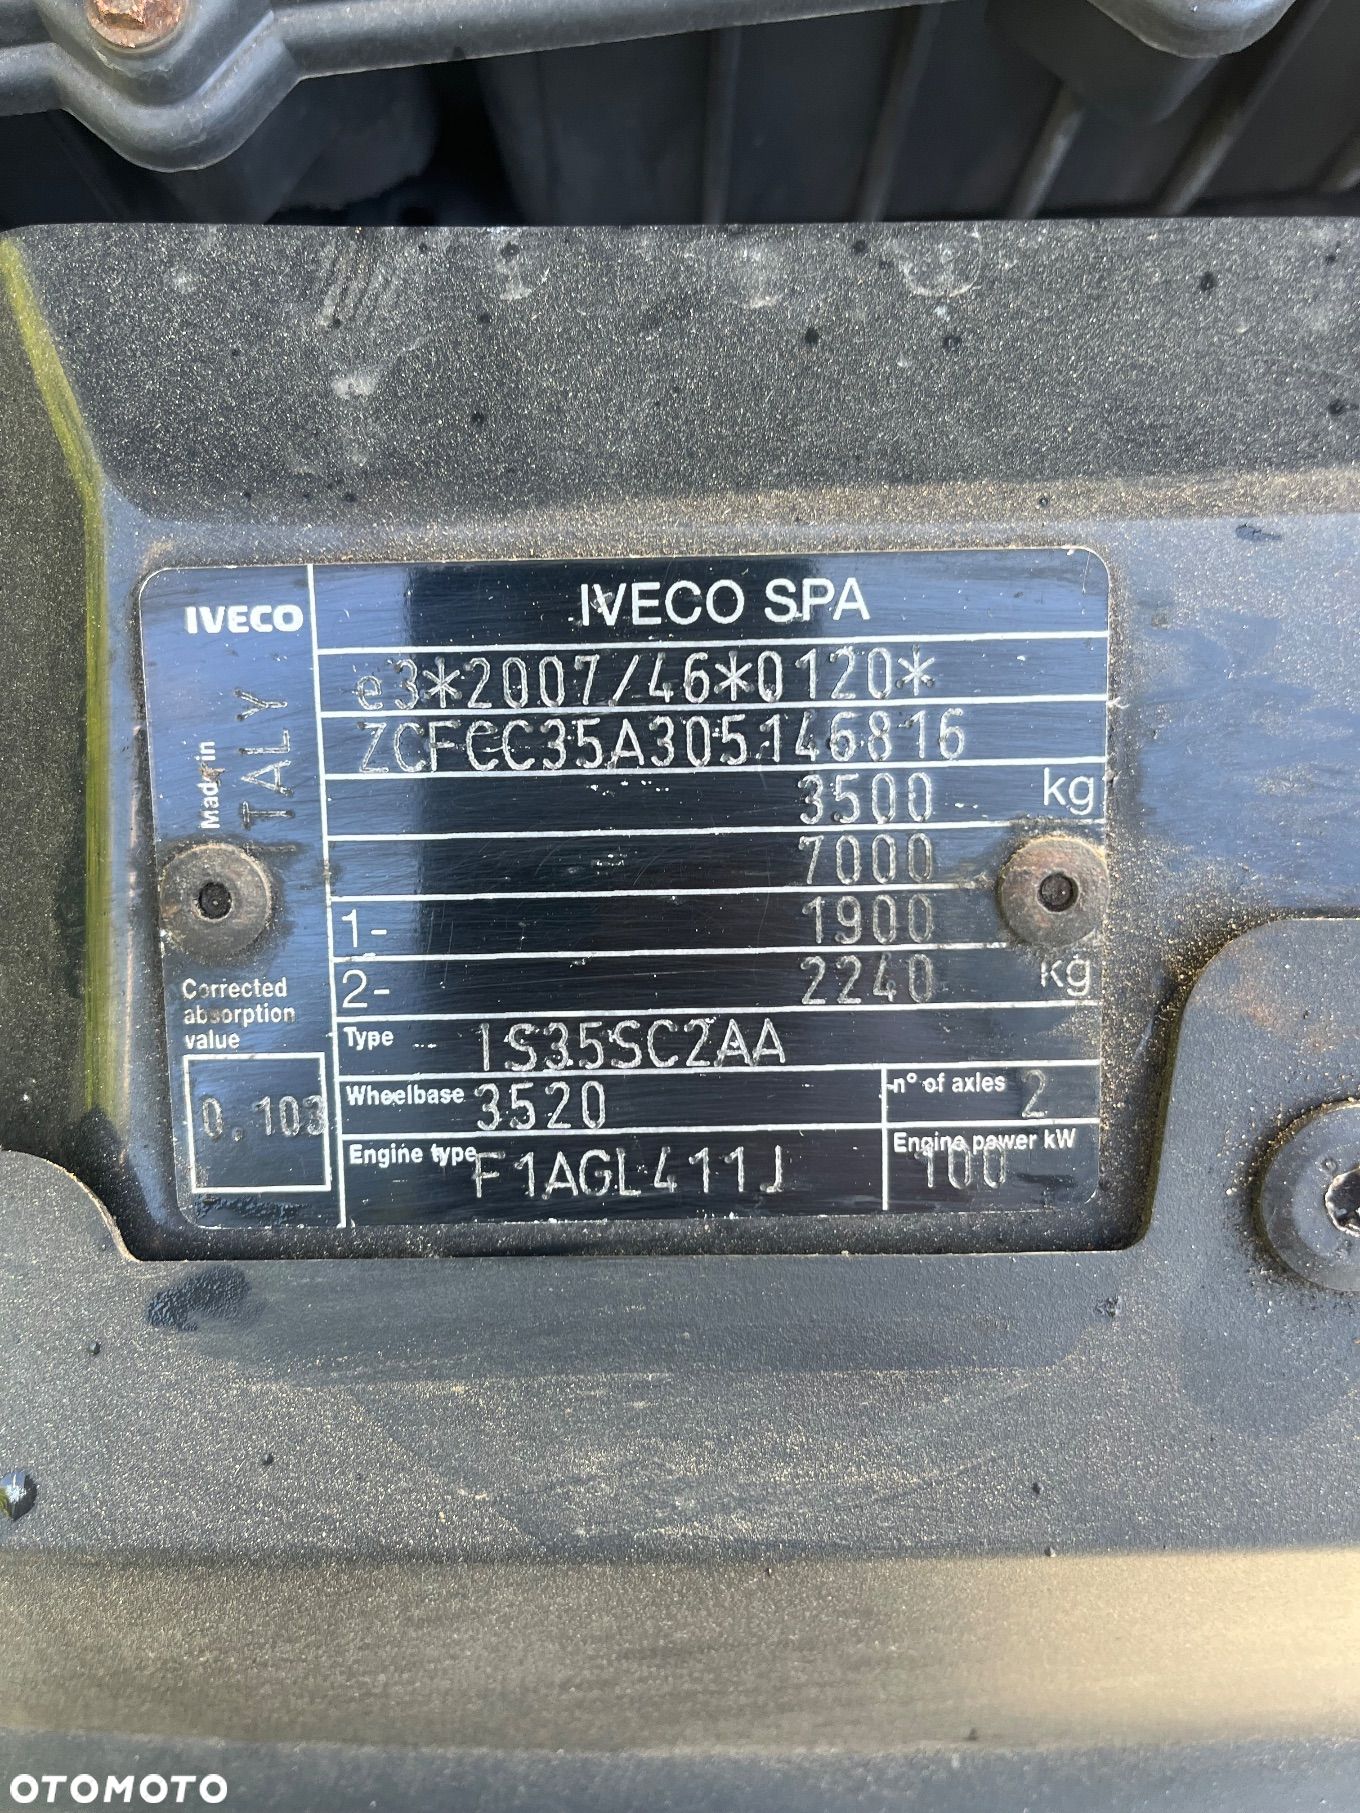 IVECO
IVECO SPA
Made in ITALY
e3*2007/46*0120*
ZCFCC35A305146816
3500 kg
7000
1- 1900
2- 2240 kg
Corrected
absorption
value
0.103
Type IS35SC2AA
Wheelbase 3520
n° of axles 2
Engine type F1AGL411J
Engine power kW
100
OTOMOTO